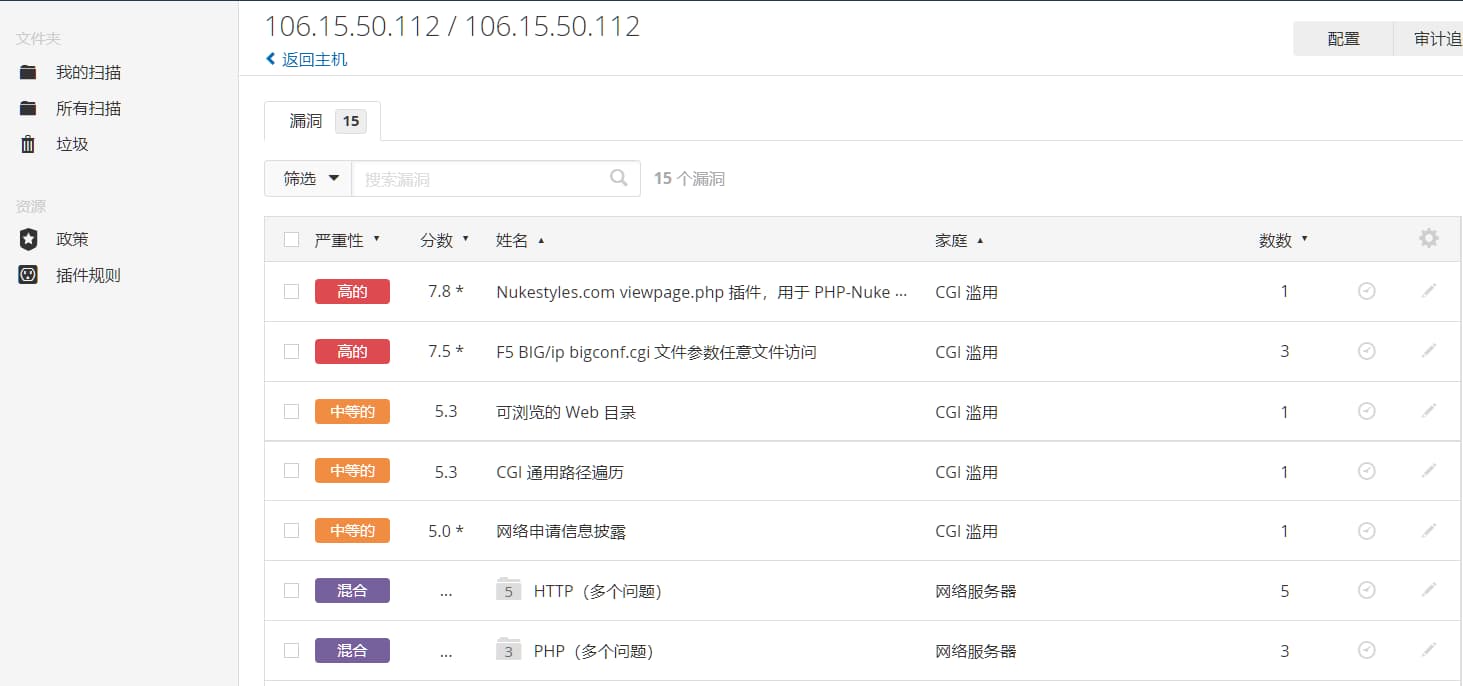 文件夹
我的扫描
所有扫描
垃圾
资源
政策
插件规则
106.15.50.112 / 106.15.50.112
返回主机
配置 审计追
漏洞 15
筛选 搜索漏洞 15 个漏洞
严重性 分数 姓名 家庭 数数
高的 7.8 * Nukestyles.com viewpage.php 插件，用于 PHP-Nuke ... CGI 滥用 1
高的 7.5 * F5 BIG/ip bigconf.cgi 文件参数任意文件访问 CGI 滥用 3
中等的 5.3 可浏览的 Web 目录 CGI 滥用 1
中等的 5.3 CGI 通用路径遍历 CGI 滥用 1
中等的 5.0 * 网络申请信息披露 CGI 滥用 1
混合 ... 5 HTTP（多个问题） 网络服务器 5
混合 ... 3 PHP（多个问题） 网络服务器 3